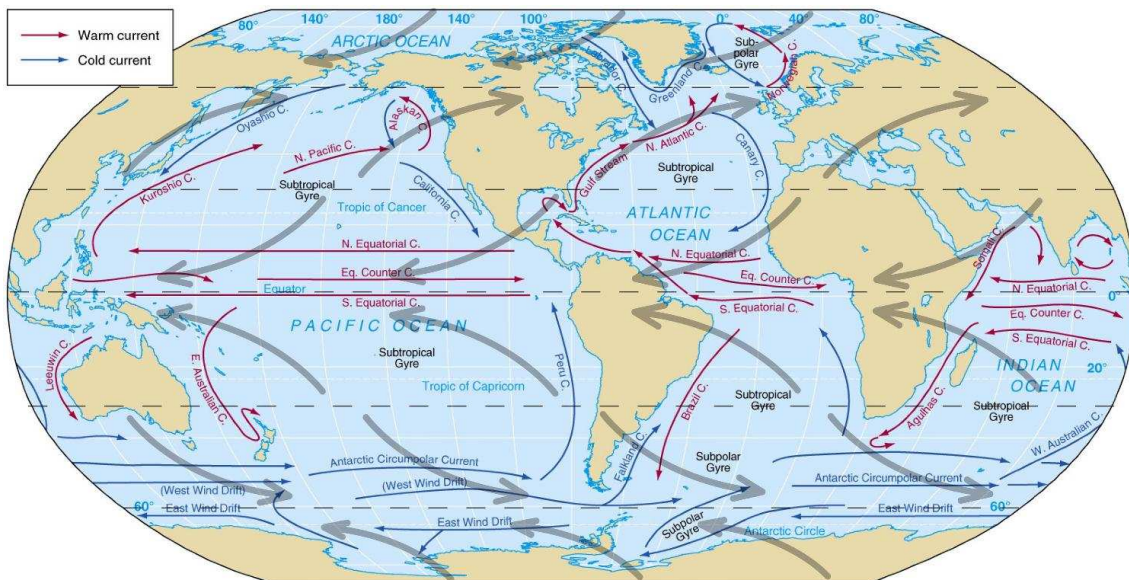 Warm current
Cold current
120°
140°
180°
140°
100°
0°
40°
80°
ARCTIC OCEAN
Sub-
polar
Gyre
Norwegian C.
Greenland C.
Labrador C.
Oyashio C.
Alaskan C.
N. Pacific C.
N. Atlantic C.
Canary C.
Kuroshio C.
Subtropical
Gyre
California C.
Gulf Stream
Subtropical
Gyre
Tropic of Cancer
ATLANTIC
OCEAN
Somali C.
N. Equatorial C.
N. Equatorial C.
N. Equatorial C.
Eq. Counter C.
Eq. Counter C.
Equator
0°
S. Equatorial C.
S. Equatorial C.
Eq. Counter C.
PACIFIC OCEAN
S. Equatorial C.
Leeuwin C.
E. Australian C.
Subtropical
Gyre
Peru C.
INDIAN
OCEAN
20°
Tropic of Capricorn
Brazil C.
Subtropical
Gyre
Agulhas C.
Subtropical
Gyre
Falkland C.
W. Australian C.
Antarctic Circumpolar Current
Subpolar
Gyre
(West Wind Drift)
(West Wind Drift)
Antarctic Circumpolar Current
60°
East Wind Drift
East Wind Drift
East Wind Drift
60°
Subpolar
Gyre
Antarctic Circle